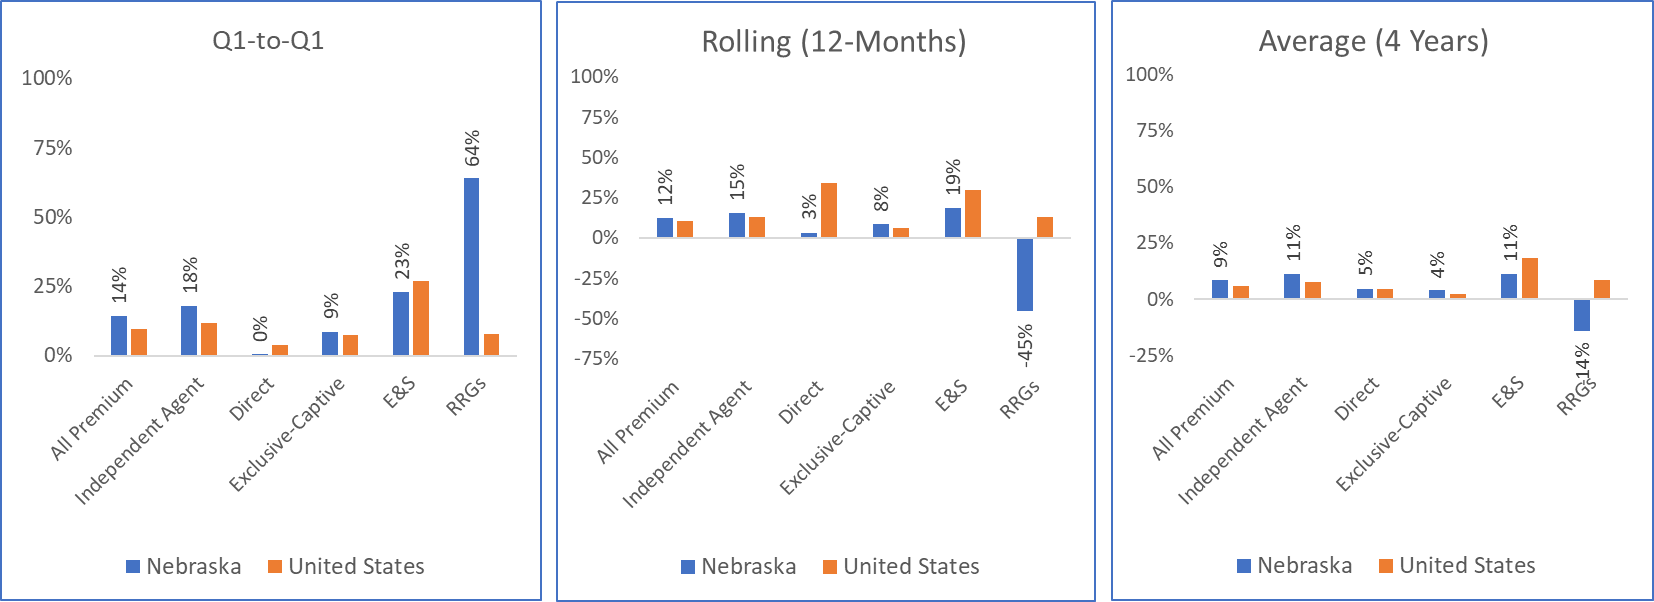 Q1-to-Q1
100%
75%
50%
25%
0%
14%
18%
0%
9%
23%
64%
All Premium
Independent Agent
Direct
Exclusive-Captive
E&S
RRGs
Nebraska
United States
Rolling (12-Months)
100%
75%
50%
25%
0%
-25%
-50%
-75%
12%
15%
3%
8%
19%
-45%
All Premium
Independent Agent
Direct
Exclusive-Captive
E&S
RRGs
Nebraska
United States
Average (4 Years)
100%
75%
50%
25%
0%
-25%
9%
11%
5%
4%
11%
-14%
All Premium
Independent Agent
Direct
Exclusive-Captive
E&S
RRGs
Nebraska
United States